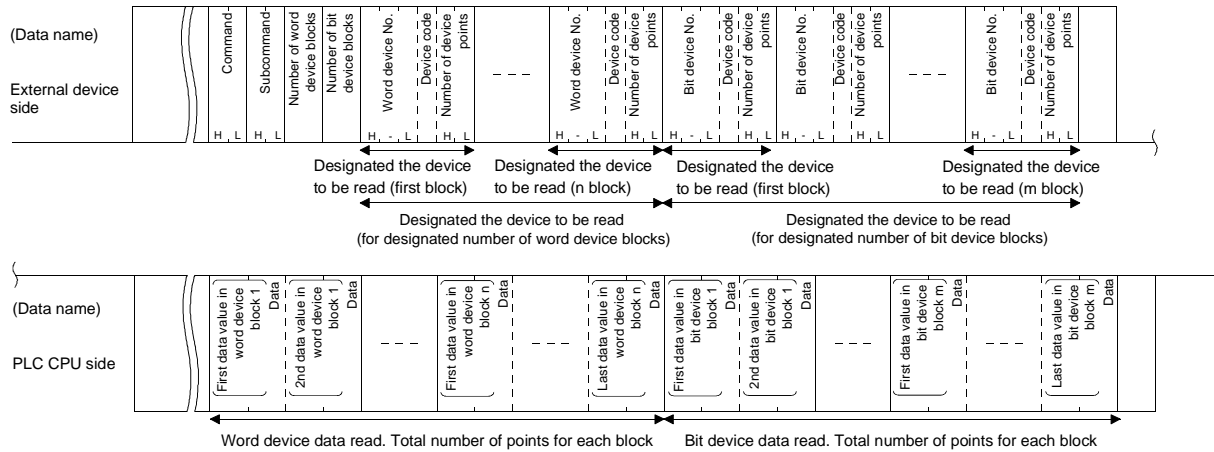 (Data name)
External device
side
Command
H L
Subcommand
H L
Number of word
device blocks
Number of bit
device blocks
Word device No.
H - L
Device code
Number of device
points
H L
Word device No.
H - L
Device code
Number of device
points
H L
Bit device No.
H - L
Device code
Number of device
points
H L
Bit device No.
H - L
Device code
Number of device
points
H L
Bit device No.
H - L
Device code
Number of device
points
H L
Designated the device
to be read (first block)
Designated the device
to be read (n block)
Designated the device
to be read (first block)
Designated the device
to be read (m block)
Designated the device to be read
(for designated number of word device blocks)
Designated the device to be read
(for designated number of bit device blocks)
(Data name)
PLC CPU side
First data value in
word device
block 1
Data
2nd data value in
word device
block 1
Data
First data value in
word device
block n
Data
Last data value in
word device
block n
Data
First data value in
bit device
block 1
Data
2nd data value in
bit device
block 1
Data
First data value in
bit device
block m
Data
Last data value in
bit device
block m
Data
Word device data read. Total number of points for each block
Bit device data read. Total number of points for each block